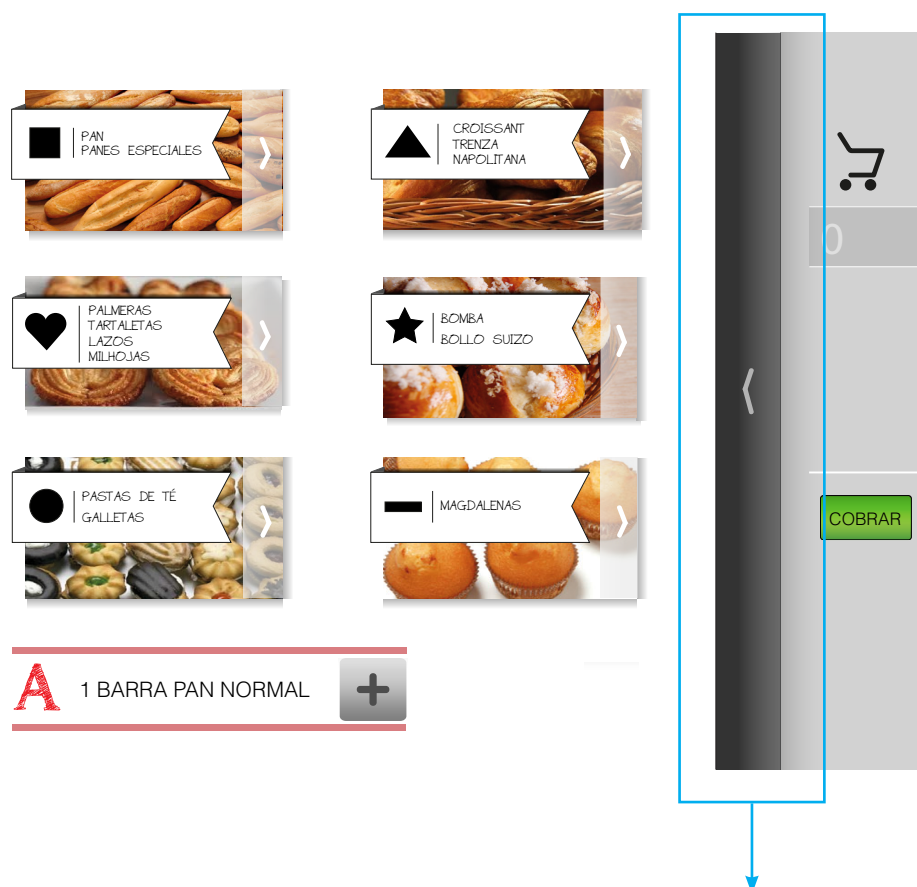 PAN
PANES ESPECIALES
CROISSANT
TRENZA
NAPOLITANA
0
PALMERAS
TARTALETAS
LAZOS
MILHOJAS
BOMBA
BOLLO SUIZO
PASTAS DE TÉ
GALLETAS
MAGDALENAS
COBRAR
A 1 BARRA PAN NORMAL +